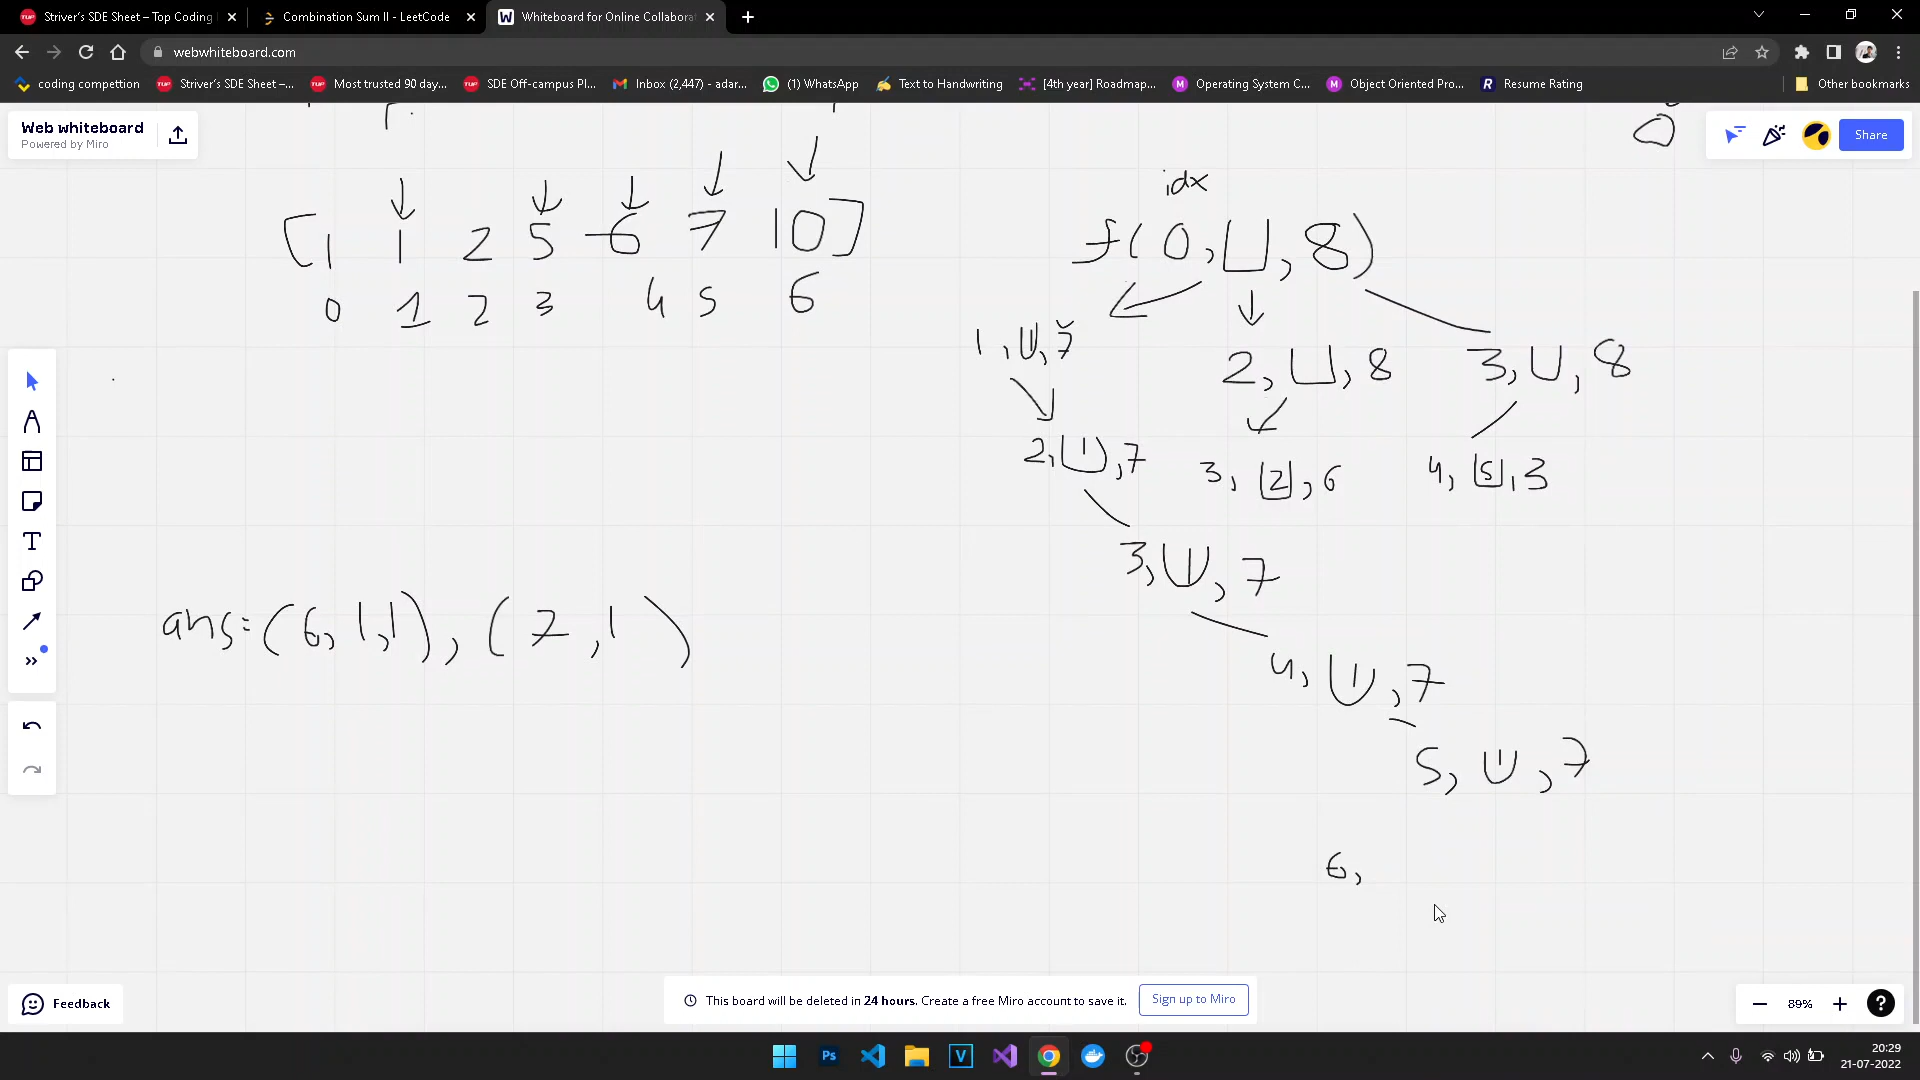 Striver's SDE Sheet – Top Coding
Combination Sum II - LeetCode
Whiteboard for Online Collabora
webwhiteboard.com
coding compettion
Striver's SDE Sheet –...
Most trusted 90 day...
SDE Off-campus Pl...
Inbox (2,447) - adar...
(1) WhatsApp
Text to Handwriting
[4th year] Roadmap...
Operating System C...
Object Oriented Pro...
Resume Rating
Other bookmarks
Web whiteboard
Powered by Miro
Share
idx
[1 1 2 5 6 7 10]
f(0, [], 8)
0 1 2 3 4 5 6
1, [1], 7
2, [], 8
3, [], 8
2, [1], 7
3, [2], 6
4, [5], 3
3, [1], 7
ans=(6,1,1), (7,1)
4, [1], 7
5, [1], 7
6,
Feedback
This board will be deleted in 24 hours. Create a free Miro account to save it.
Sign up to Miro
89%
20:29
21-07-2022